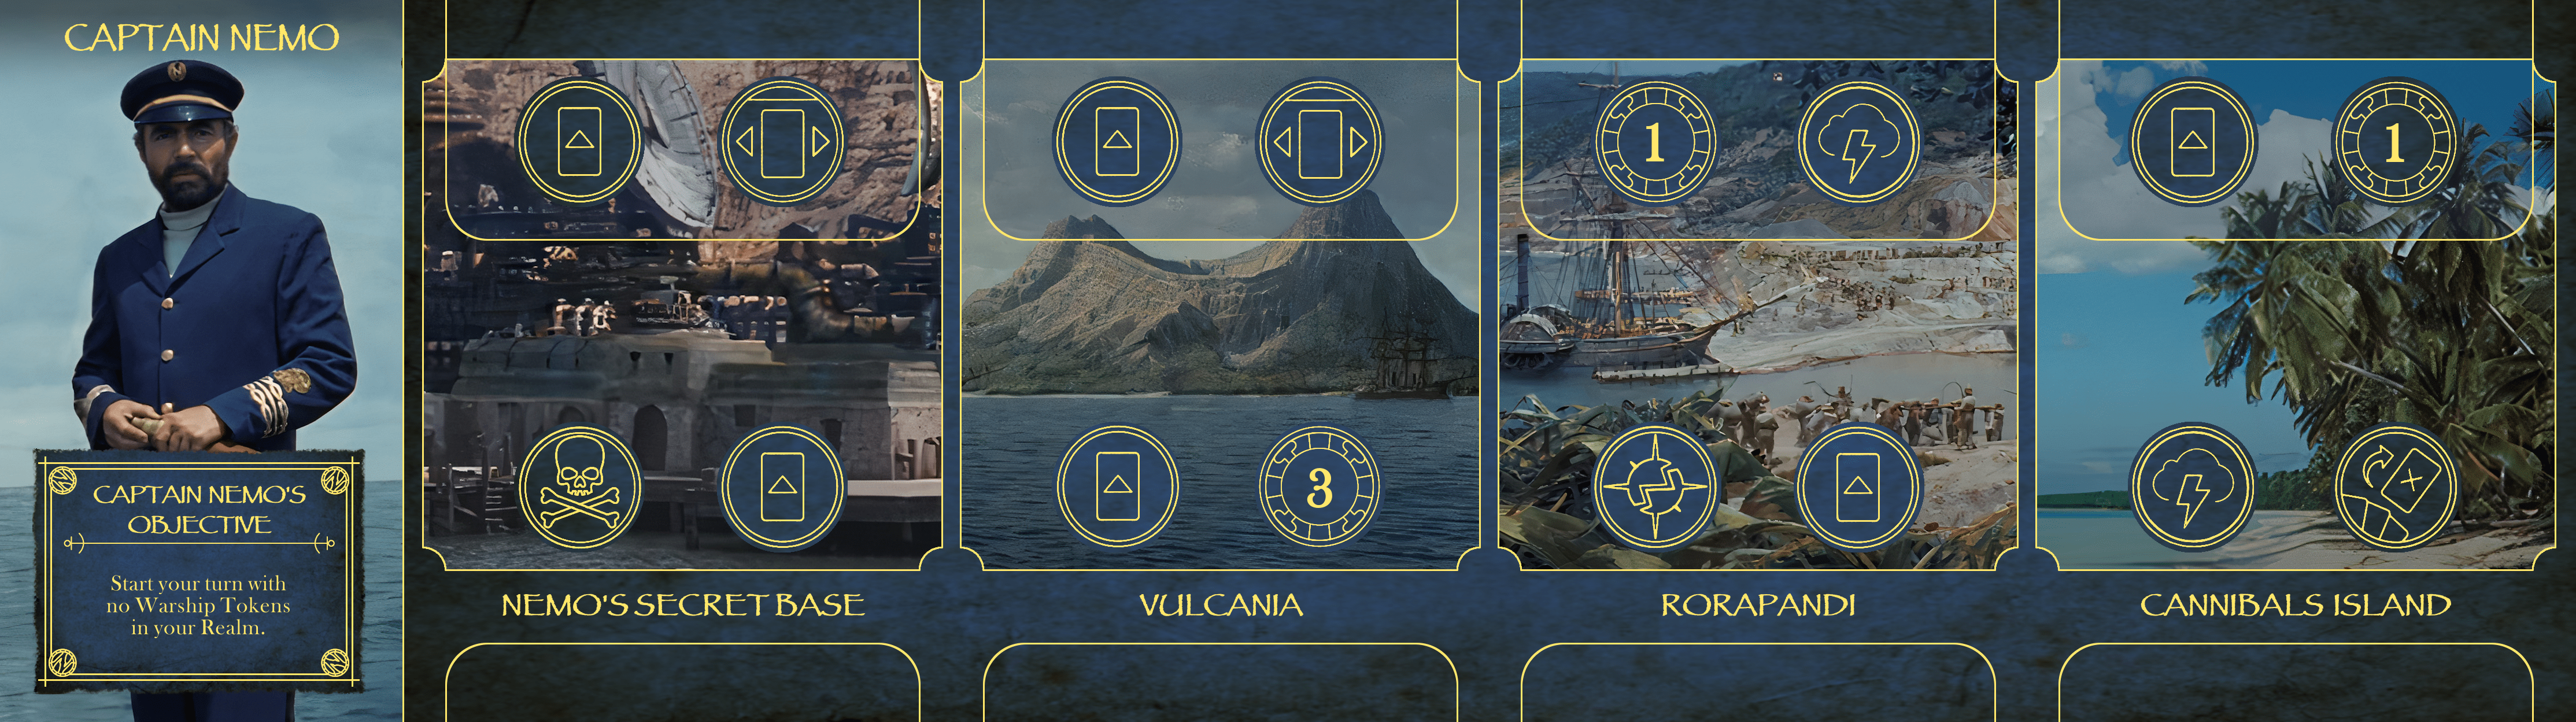 CAPTAIN NEMO
CAPTAIN NEMO'S
OBJECTIVE
Start your turn with
no Warship Tokens
in your Realm.
1
1
3
NEMO'S SECRET BASE
VULCANIA
RORAPANDI
CANNIBALS ISLAND